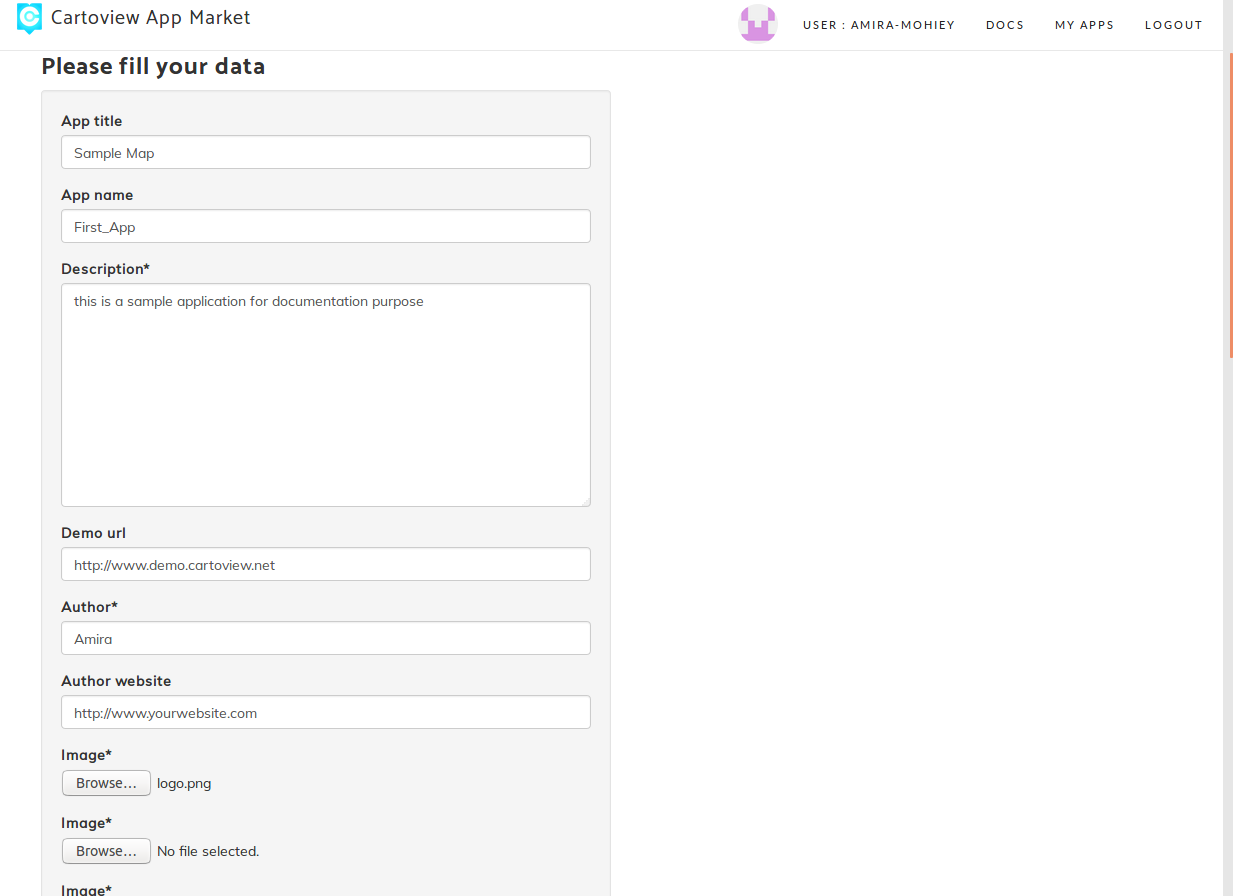 Cartoview App Market
USER : AMIRA-MOHIEY DOCS MY APPS LOGOUT
Please fill your data
App title
Sample Map
App name
First_App
Description*
this is a sample application for documentation purpose
Demo url
http://www.demo.cartoview.net
Author*
Amira
Author website
http://www.yourwebsite.com
Image*
Browse... logo.png
Image*
Browse... No file selected.
Image*